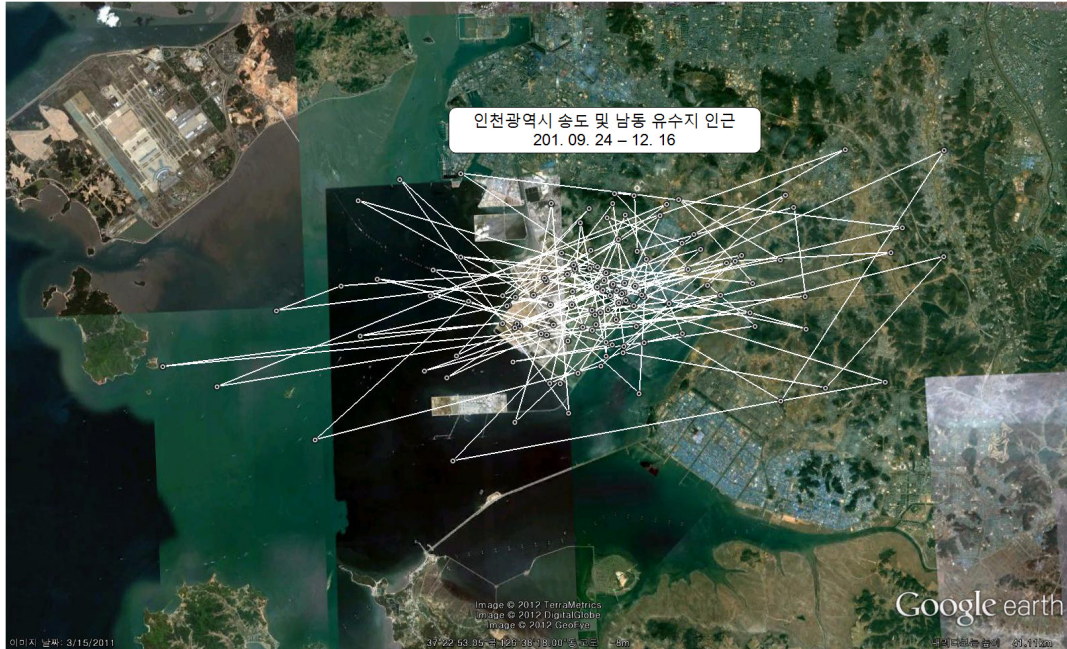 인천광역시 송도 및 남동 유수지 인근
201. 09. 24 – 12. 16
Image © 2012 TerraMetrics
Image © 2012 DigitalGlobe
Image © 2012 GeoEye
Google earth
이미지 날짜: 3/15/2011
41.11km